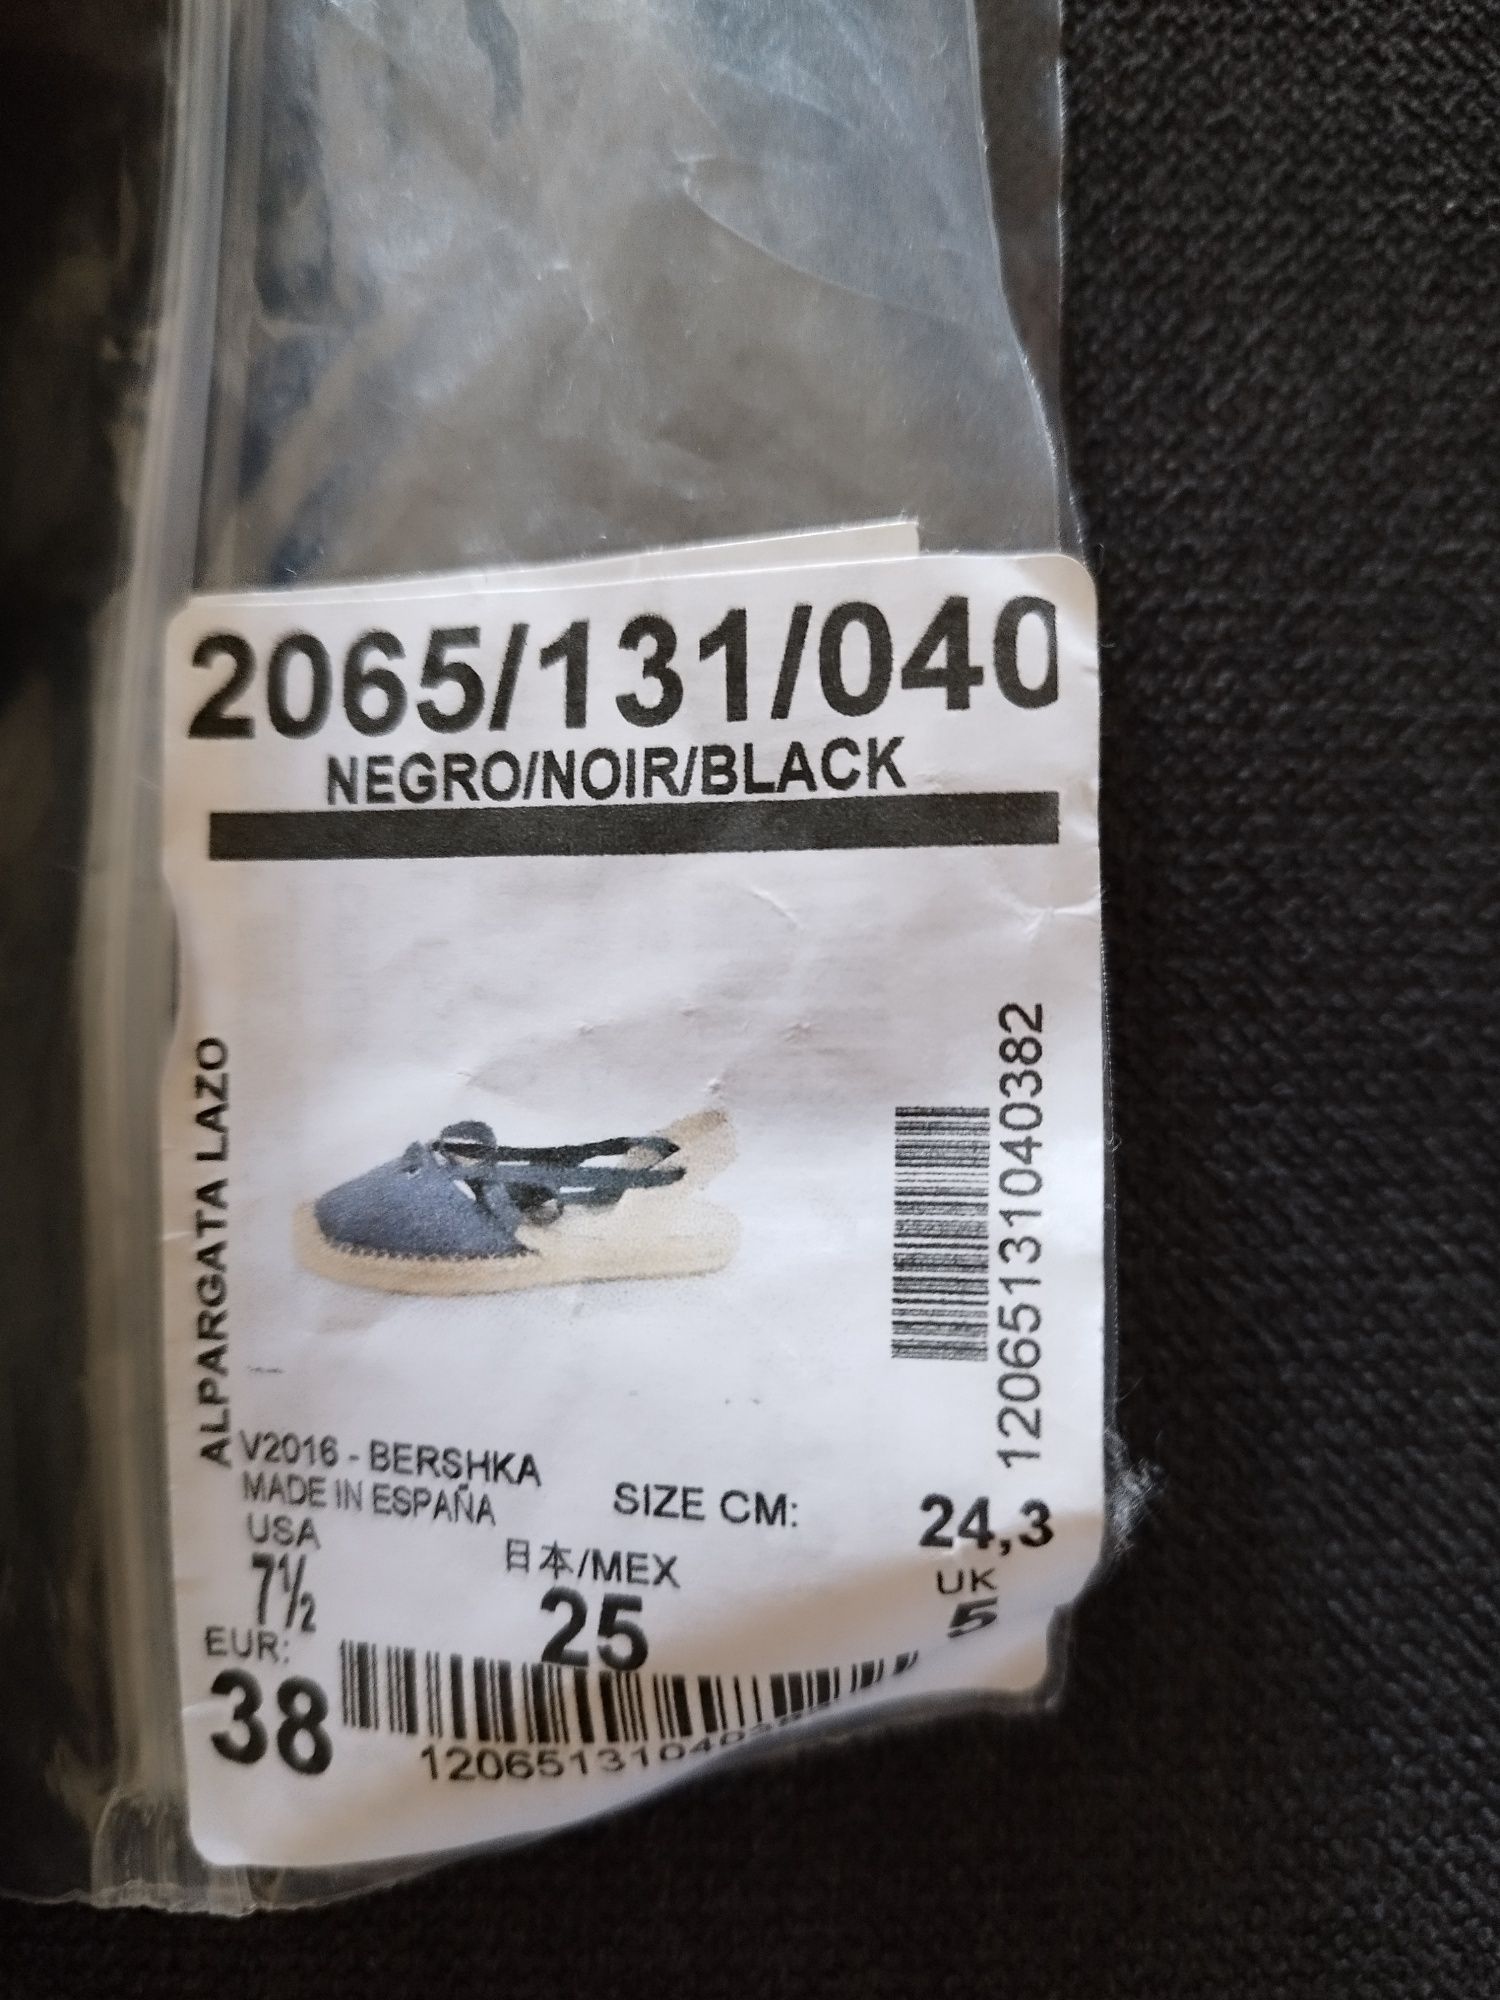 2065/131/040
NEGRO/NOIR/BLACK
ALPARGATA LAZO
12065131040382
V2016 - BERSHKA
MADE IN ESPAÑA
SIZE CM: 24,3
USA
7½
日本/MEX
25
UK
5
EUR:
38
12065131040382